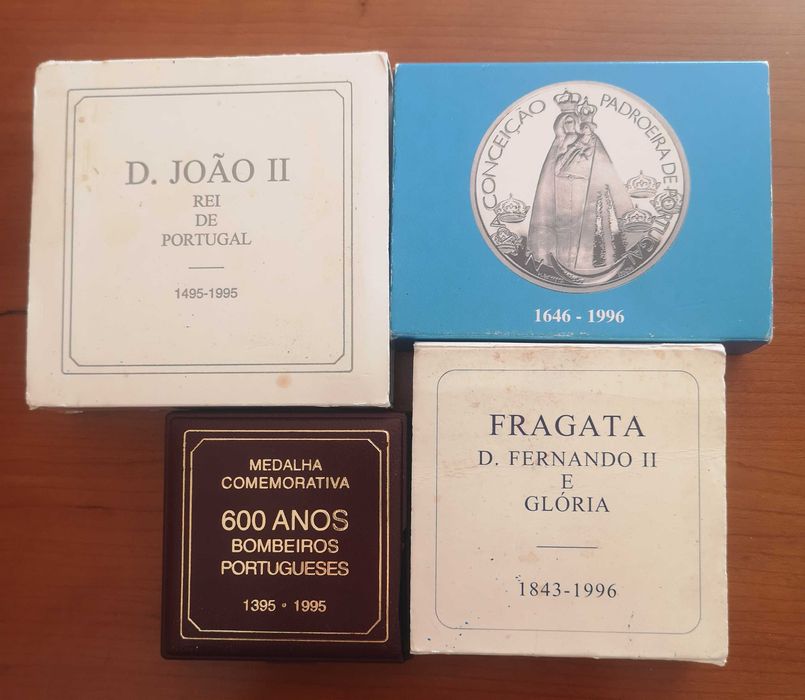 D. JOÃO II
REI
DE
PORTUGAL
1495-1995
CONCEIÇÃO PADROEIRA DE PORTUGAL
1646 - 1996
MEDALHA
COMEMORATIVA
600 ANOS
BOMBEIROS
PORTUGUESES
1395 • 1995
FRAGATA
D. FERNANDO II
E
GLÓRIA
1843-1996